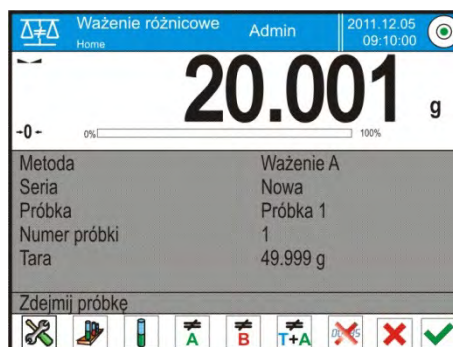 Ważenie różnicowe
Home
Admin
2011.12.05
09:10:00
20.001 g
-0-
0% 100%
Metoda Ważenie A
Seria Nowa
Próbka Próbka 1
Numer próbki 1
Tara 49.999 g
Zdejmij próbkę
A B T+A